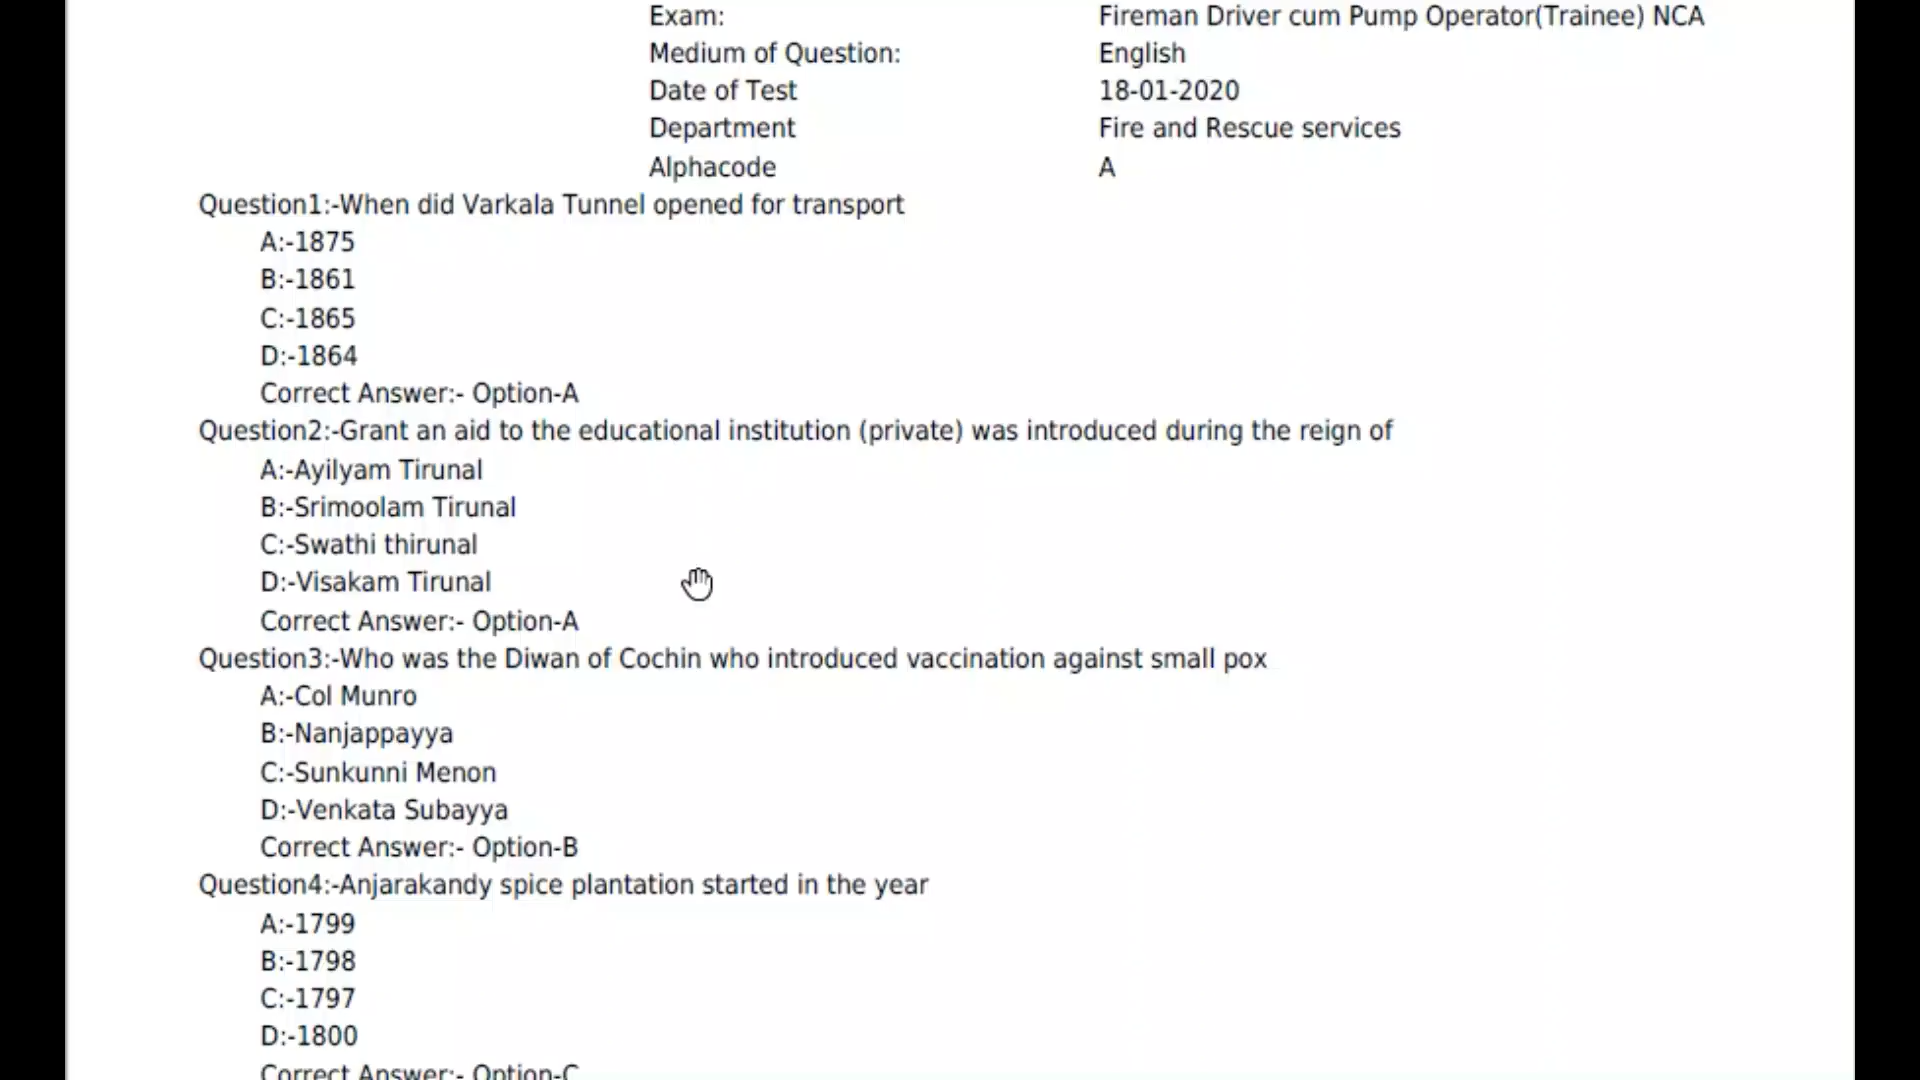 Exam: Fireman Driver cum Pump Operator(Trainee) NCA
Medium of Question: English
Date of Test 18-01-2020
Department Fire and Rescue services
Alphacode A
Question1:-When did Varkala Tunnel opened for transport
A:-1875
B:-1861
C:-1865
D:-1864
Correct Answer:- Option-A
Question2:-Grant an aid to the educational institution (private) was introduced during the reign of
A:-Ayilyam Tirunal
B:-Srimoolam Tirunal
C:-Swathi thirunal
D:-Visakam Tirunal
Correct Answer:- Option-A
Question3:-Who was the Diwan of Cochin who introduced vaccination against small pox
A:-Col Munro
B:-Nanjappayya
C:-Sunkunni Menon
D:-Venkata Subayya
Correct Answer:- Option-B
Question4:-Anjarakandy spice plantation started in the year
A:-1799
B:-1798
C:-1797
D:-1800
Correct Answer:- Option-C